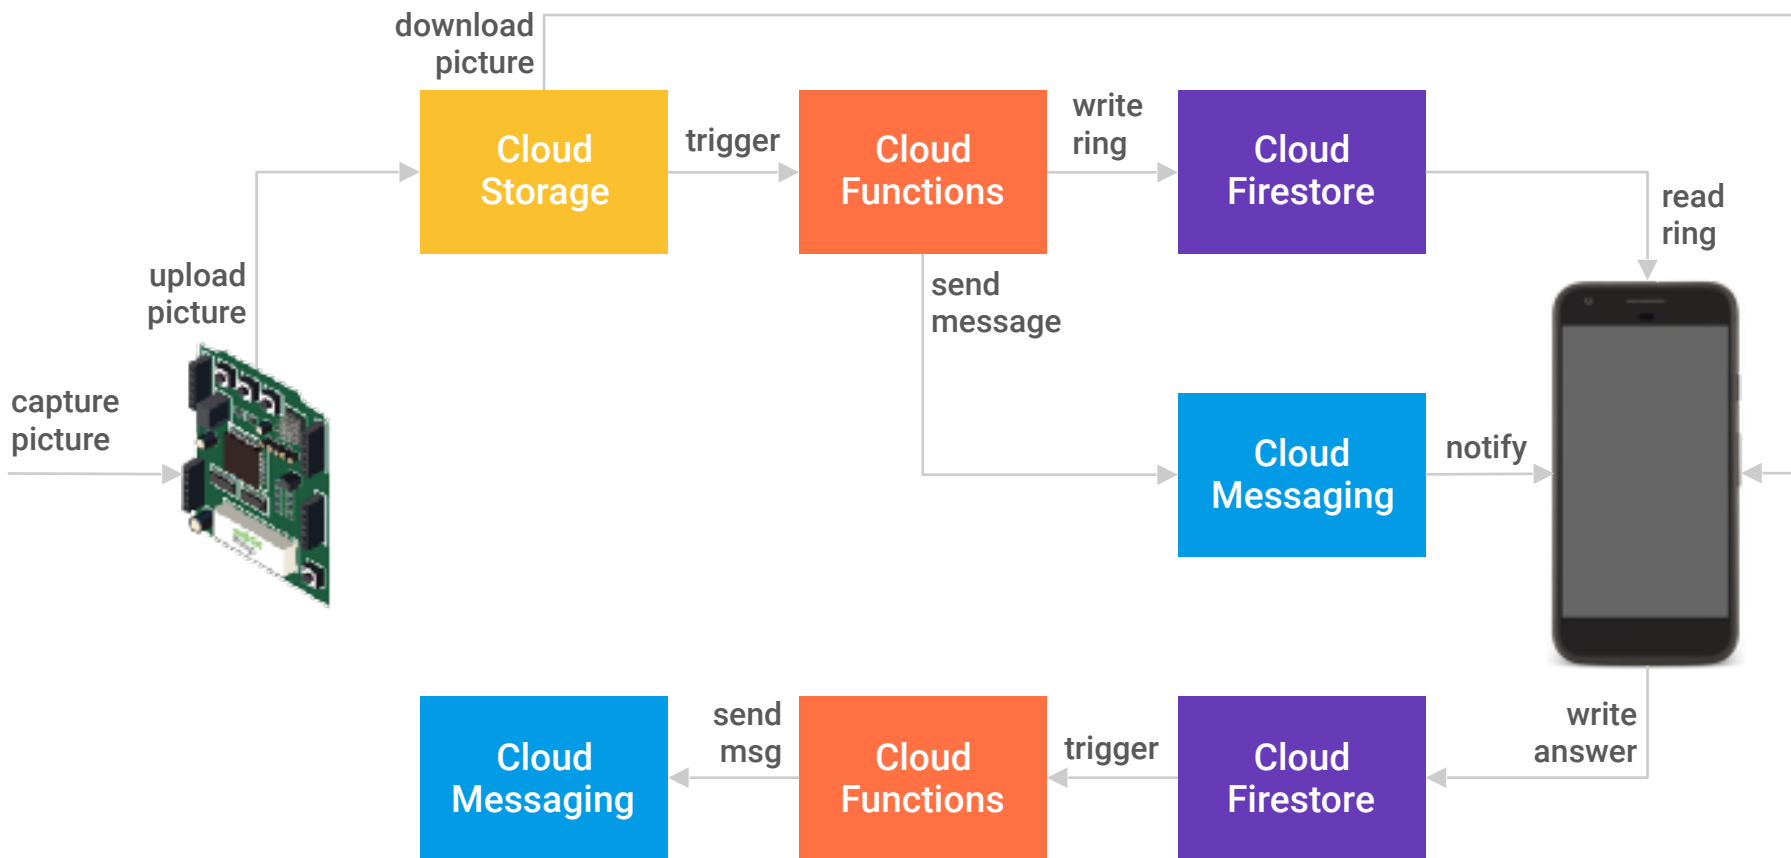 download
picture
Cloud
Storage
trigger
Cloud
Functions
write
ring
Cloud
Firestore
read
ring
upload
picture
send
message
capture
picture
Cloud
Messaging
notify
write
answer
Cloud
Firestore
trigger
Cloud
Functions
send
msg
Cloud
Messaging